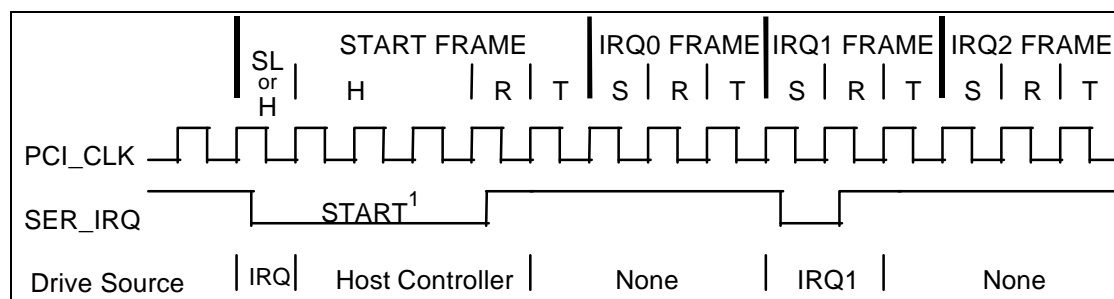 START FRAME IRQ0 FRAME IRQ1 FRAME IRQ2 FRAME
SL
or
H
H R T S R T S R T S R T
PCI_CLK
START1
SER_IRQ
Drive Source IRQ Host Controller None IRQ1 None